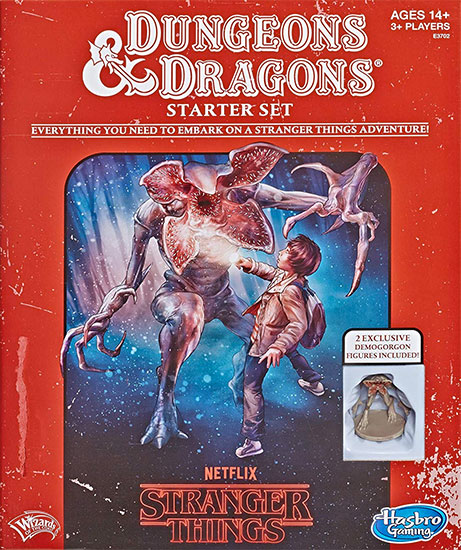 DUNGEONS
& DRAGONS®
STARTER SET
EVERYTHING YOU NEED TO EMBARK ON A STRANGER THINGS ADVENTURE!
AGES 14+
3+ PLAYERS
E3702
2 EXCLUSIVE
DEMOGORGON
FIGURES INCLUDED!
NETFLIX
STRANGER
THINGS
Wizards
Hasbro
Gaming